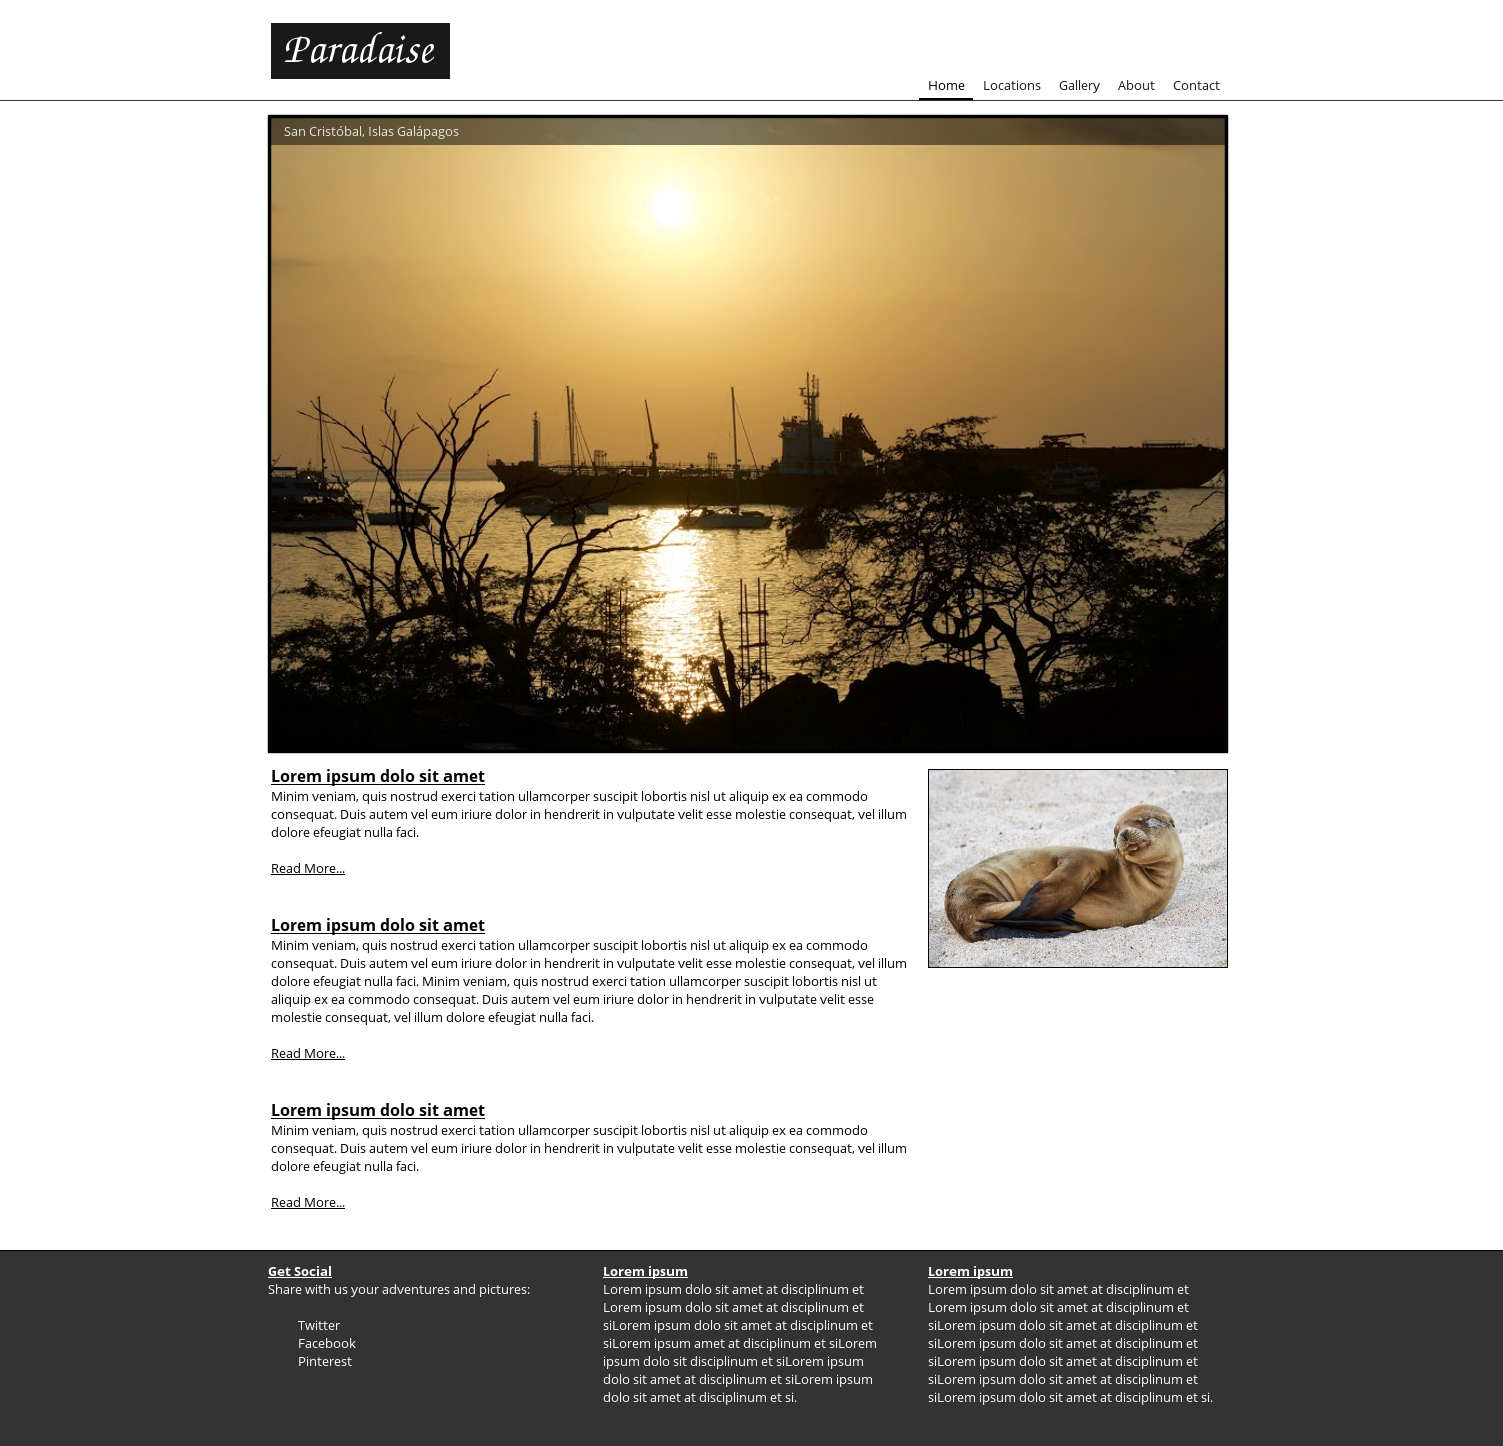 Paradaise
Home Locations Gallery About Contact
San Cristóbal, Islas Galápagos
Lorem ipsum dolo sit amet
Minim veniam, quis nostrud exerci tation ullamcorper suscipit lobortis nisl ut aliquip ex ea commodo
consequat. Duis autem vel eum iriure dolor in hendrerit in vulputate velit esse molestie consequat, vel illum
dolore efeugiat nulla faci.
Read More...
Lorem ipsum dolo sit amet
Minim veniam, quis nostrud exerci tation ullamcorper suscipit lobortis nisl ut aliquip ex ea commodo
consequat. Duis autem vel eum iriure dolor in hendrerit in vulputate velit esse molestie consequat, vel illum
dolore efeugiat nulla faci. Minim veniam, quis nostrud exerci tation ullamcorper suscipit lobortis nisl ut
aliquip ex ea commodo consequat. Duis autem vel eum iriure dolor in hendrerit in vulputate velit esse
molestie consequat, vel illum dolore efeugiat nulla faci.
Read More...
Lorem ipsum dolo sit amet
Minim veniam, quis nostrud exerci tation ullamcorper suscipit lobortis nisl ut aliquip ex ea commodo
consequat. Duis autem vel eum iriure dolor in hendrerit in vulputate velit esse molestie consequat, vel illum
dolore efeugiat nulla faci.
Read More...
Get Social
Share with us your adventures and pictures:
Twitter
Facebook
Pinterest
Lorem ipsum
Lorem ipsum dolo sit amet at disciplinum et
Lorem ipsum dolo sit amet at disciplinum et
siLorem ipsum dolo sit amet at disciplinum et
siLorem ipsum amet at disciplinum et siLorem
ipsum dolo sit disciplinum et siLorem ipsum
dolo sit amet at disciplinum et siLorem ipsum
dolo sit amet at disciplinum et si.
Lorem ipsum
Lorem ipsum dolo sit amet at disciplinum et
Lorem ipsum dolo sit amet at disciplinum et
siLorem ipsum dolo sit amet at disciplinum et
siLorem ipsum dolo sit amet at disciplinum et
siLorem ipsum dolo sit amet at disciplinum et
siLorem ipsum dolo sit amet at disciplinum et
siLorem ipsum dolo sit amet at disciplinum et si.